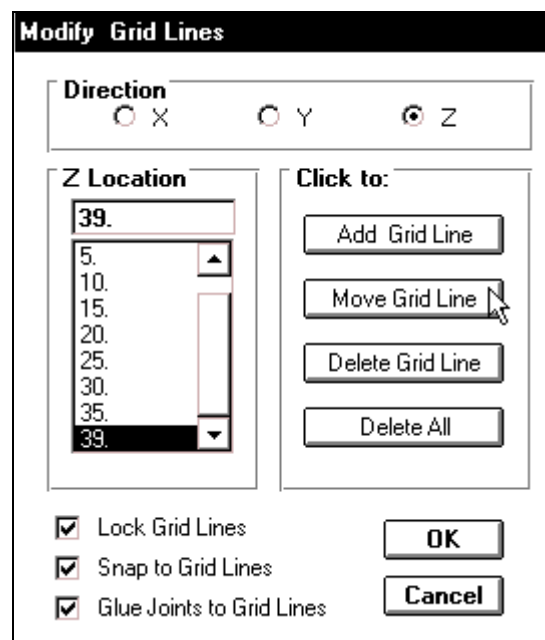 Modify Grid Lines
Direction
X Y Z
Z Location
39.
5.
10.
15.
20.
25.
30.
35.
39.
Click to:
Add Grid Line
Move Grid Line
Delete Grid Line
Delete All
Lock Grid Lines
Snap to Grid Lines
Glue Joints to Grid Lines
OK
Cancel